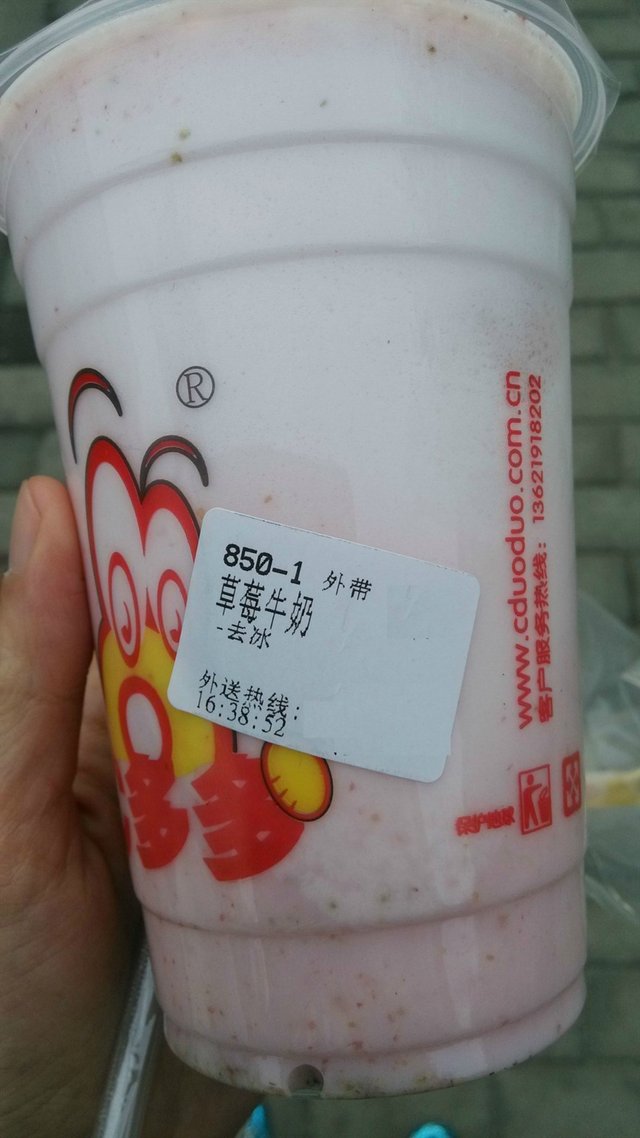 ®
850-1 外带
草莓牛奶
-去冰
外送热线:
16:38:52
www.cduoduo.com.cn
客户服务热线: 13621918202
保护地球